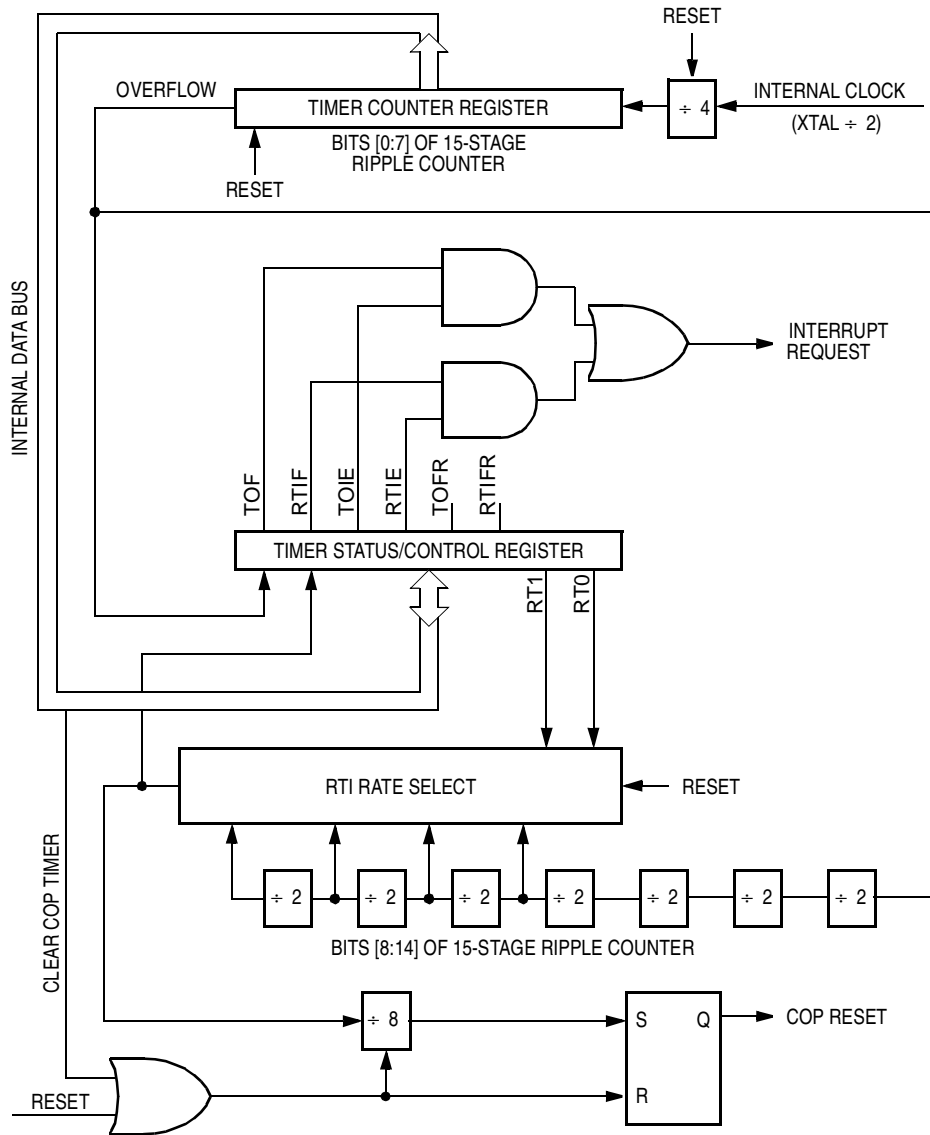 RESET
OVERFLOW
TIMER COUNTER REGISTER
÷ 4
INTERNAL CLOCK
(XTAL ÷ 2)
BITS [0:7] OF 15-STAGE
RIPPLE COUNTER
RESET
INTERNAL DATA BUS
INTERRUPT
REQUEST
TOF
RTIF
TOIE
RTIE
TOFR
RTIFR
TIMER STATUS/CONTROL REGISTER
RT1
RT0
RTI RATE SELECT
RESET
CLEAR COP TIMER
÷ 2
÷ 2
÷ 2
÷ 2
÷ 2
÷ 2
÷ 2
BITS [8:14] OF 15-STAGE RIPPLE COUNTER
÷ 8
S
Q
COP RESET
R
RESET